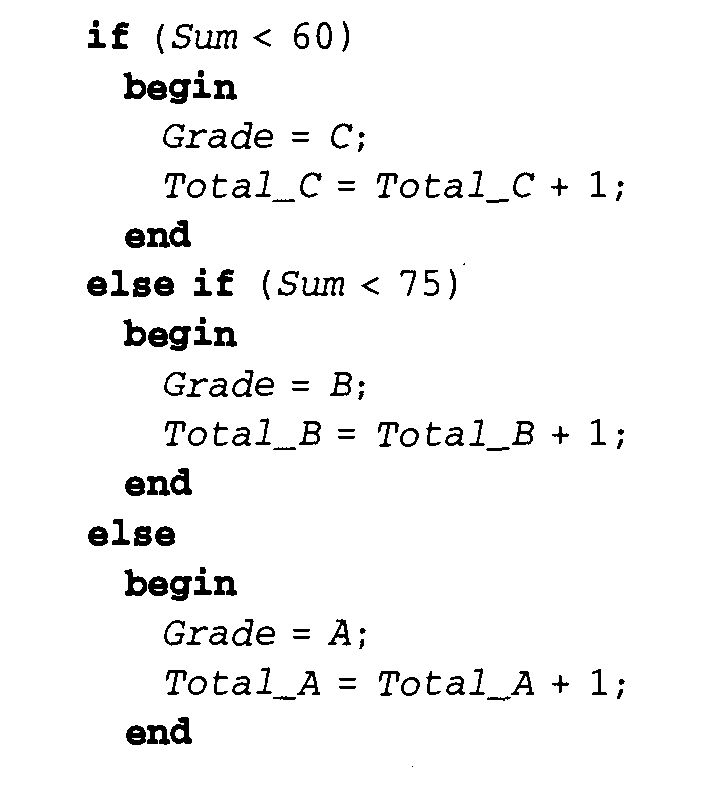 if (Sum < 60)
begin
Grade = C;
Total_C = Total_C + 1;
end
else if (Sum < 75)
begin
Grade = B;
Total_B = Total_B + 1;
end
else
begin
Grade = A;
Total_A = Total_A + 1;
end